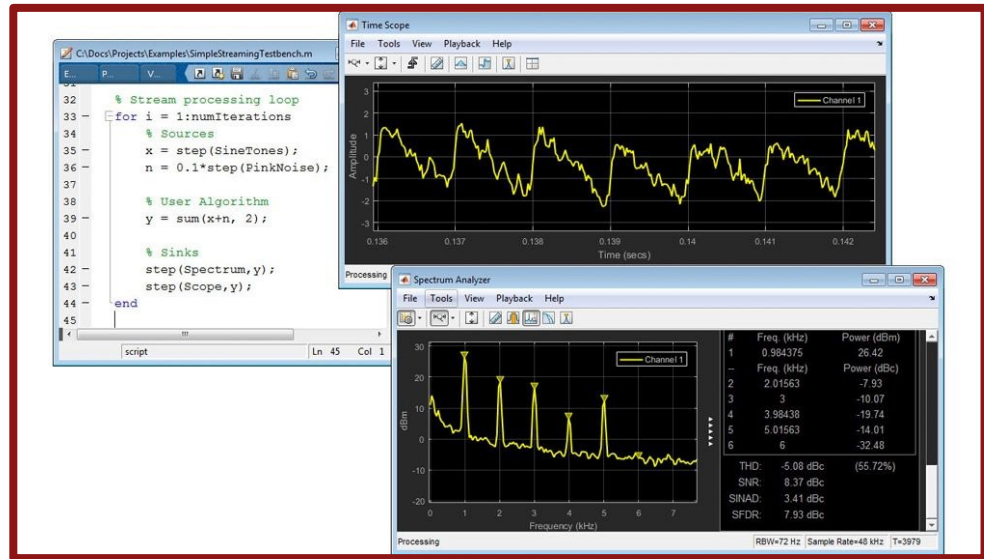 C:\Docs\Projects\Examples\SimpleStreamingTestbench.m
E... P... V...
31
32 % Stream processing loop
33 – for i = 1:numIterations
34 % Sources
35 – x = step(SineTones);
36 – n = 0.1*step(PinkNoise);
37
38 % User Algorithm
39 – y = sum(x+n, 2);
40
41 % Sinks
42 – step(Spectrum,y);
43 – step(Scope,y);
44 – end
45
script Ln 45 Col 1
Time Scope
File Tools View Playback Help
Channel 1
3
2
1
0
-1
-2
-3
Amplitude
0.136 0.137 0.138 0.139 0.14 0.141 0.142
Time (secs)
Processing
Spectrum Analyzer
File Tools View Playback Help
Channel 1
30
20
10
0
-10
-20
dBm
0 1 2 3 4 5 6 7
Frequency (kHz)
# Freq. (kHz) Power (dBm)
1 0.984375 26.42
-- Freq. (kHz) Power (dBc)
2 2.01563 -7.93
3 3 -10.07
4 3.98438 -19.74
5 5.01563 -14.01
6 6 -32.48
THD: -5.08 dBc (55.72%)
SNR: 8.37 dBc
SINAD: 3.41 dBc
SFDR: 7.93 dBc
Processing RBW=72 Hz Sample Rate=48 kHz T=3979